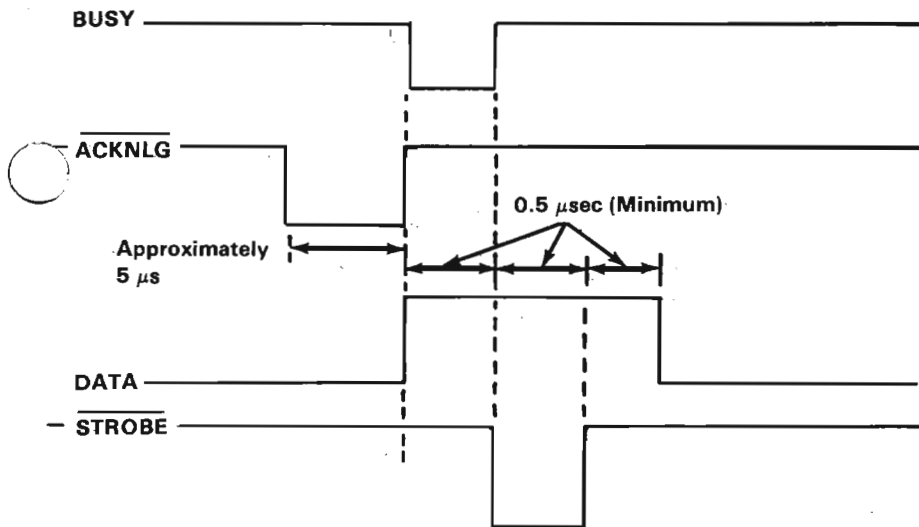 BUSY
ACKNLG
0.5 μsec (Minimum)
Approximately
5 μs
DATA
STROBE